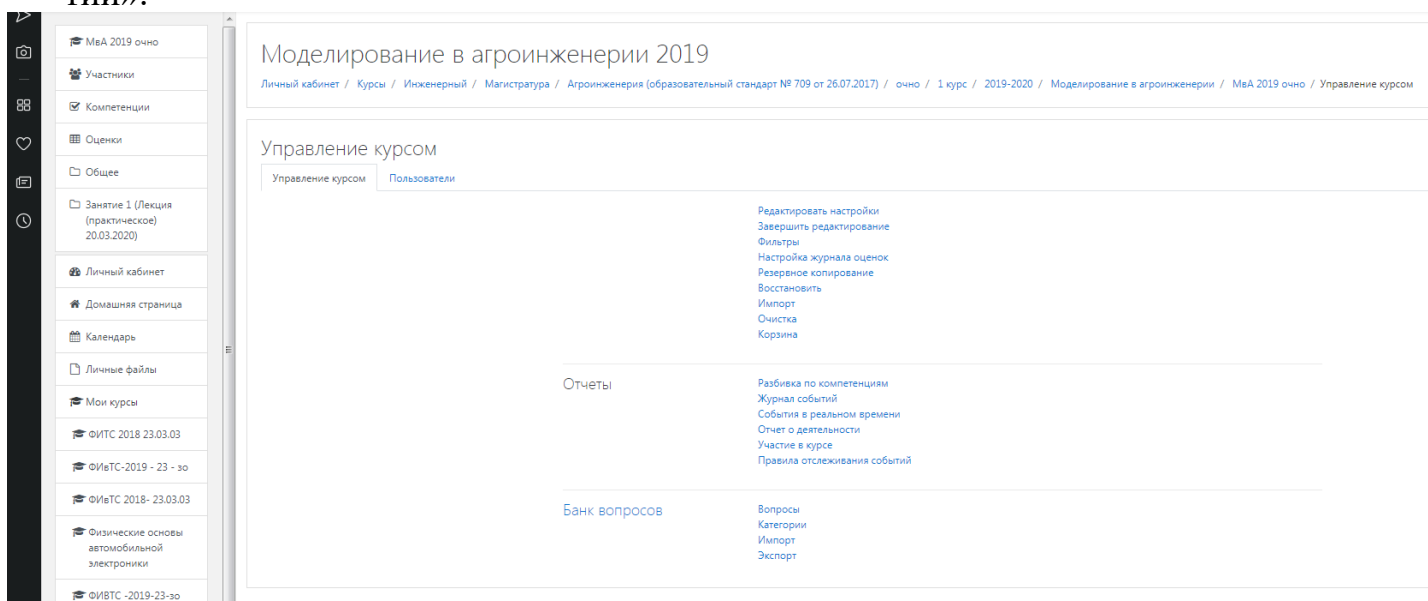 тии».
МвА 2019 очно
Участники
Компетенции
Оценки
Общее
Занятие 1 (Лекция
(практическое)
20.03.2020)
Личный кабинет
Домашняя страница
Календарь
Личные файлы
Мои курсы
ФИТС 2018 23.03.03
ФИвТС-2019 - 23 - зо
ФИвТС 2018- 23.03.03
Физические основы
автомобильной
электроники
ФИВТС -2019-23-зо
Моделирование в агроинженерии 2019
Личный кабинет / Курсы / Инженерный / Магистратура / Агроинженерия (образовательный стандарт № 709 от 26.07.2017) / очно / 1 курс / 2019-2020 / Моделирование в агроинженерии / МвА 2019 очно / Управление курсом
Управление курсом
Управление курсом Пользователи
Редактировать настройки
Завершить редактирование
Фильтры
Настройка журнала оценок
Резервное копирование
Восстановить
Импорт
Очистка
Корзина
Отчеты
Разбивка по компетенциям
Журнал событий
События в реальном времени
Отчет о деятельности
Участие в курсе
Правила отслеживания событий
Банк вопросов
Вопросы
Категории
Импорт
Экспорт